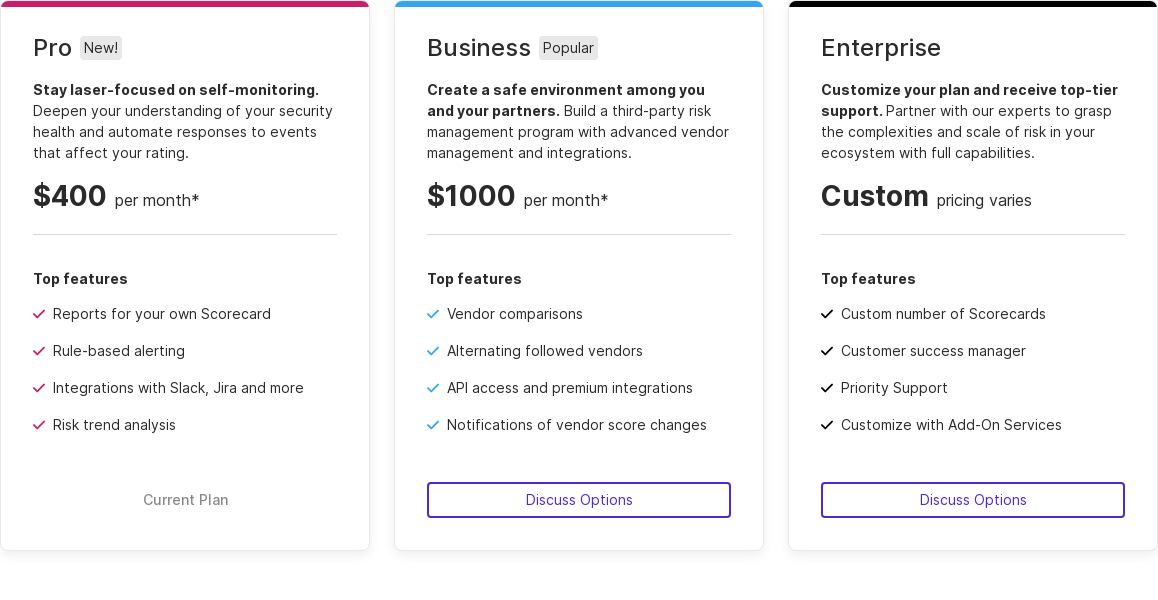 Pro New!
Stay laser-focused on self-monitoring.
Deepen your understanding of your security
health and automate responses to events
that affect your rating.
$400 per month*
Top features
Reports for your own Scorecard
Rule-based alerting
Integrations with Slack, Jira and more
Risk trend analysis
Current Plan
Business Popular
Create a safe environment among you
and your partners. Build a third-party risk
management program with advanced vendor
management and integrations.
$1000 per month*
Top features
Vendor comparisons
Alternating followed vendors
API access and premium integrations
Notifications of vendor score changes
Discuss Options
Enterprise
Customize your plan and receive top-tier
support. Partner with our experts to grasp
the complexities and scale of risk in your
ecosystem with full capabilities.
Custom pricing varies
Top features
Custom number of Scorecards
Customer success manager
Priority Support
Customize with Add-On Services
Discuss Options